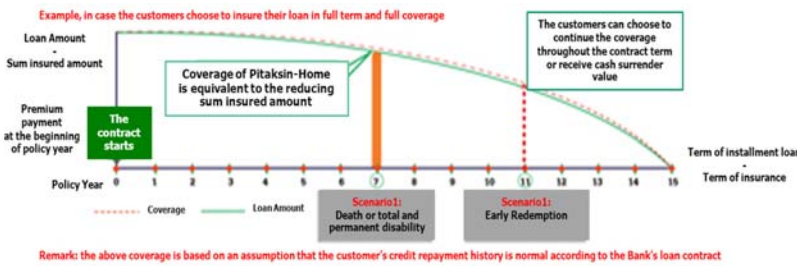 Example, in case the customers choose to insure their loan in full term and full coverage
Loan Amount
-
Sum insured amount
The customers can choose to
continue the coverage
throughout the contract term
or receive cash surrender
value
Coverage of Pitaksin-Home
is equivalent to the reducing
sum insured amount
Premium
payment
at the beginning
of policy year
The
contract
starts
Term of installment loan
-
Term of insurance
Policy Year
0 1 2 3 4 5 6 7 8 9 10 11 12 13 14 15
Coverage
Loan Amount
Scenario1:
Death or total and
permanent disability
Scenario1:
Early Redemption
Remark: the above coverage is based on an assumption that the customer's credit repayment history is normal according to the Bank's loan contract